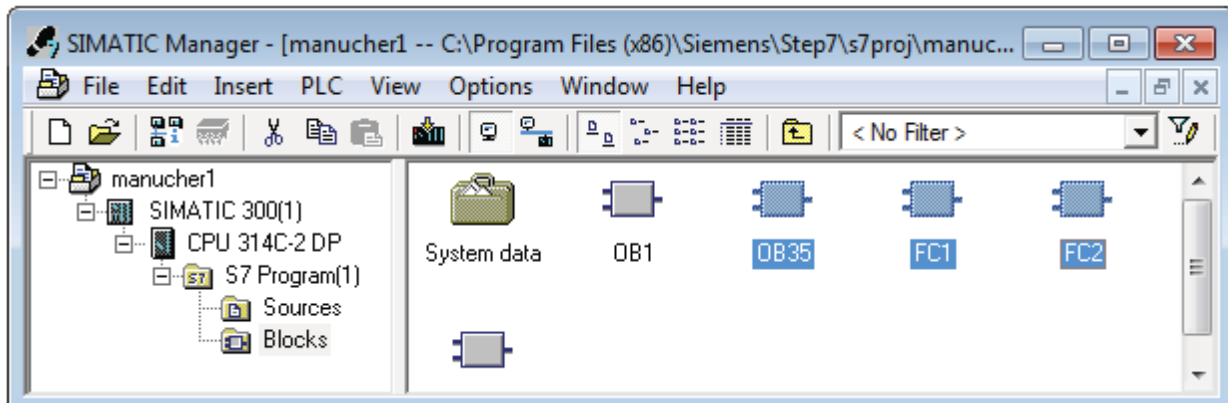 SIMATIC Manager - [manucher1 -- C:\Program Files (x86)\Siemens\Step7\s7proj\manuc...
File Edit Insert PLC View Options Window Help
< No Filter >
manucher1
SIMATIC 300(1)
CPU 314C-2 DP
S7 Program(1)
Sources
Blocks
System data OB1 OB35 FC1 FC2